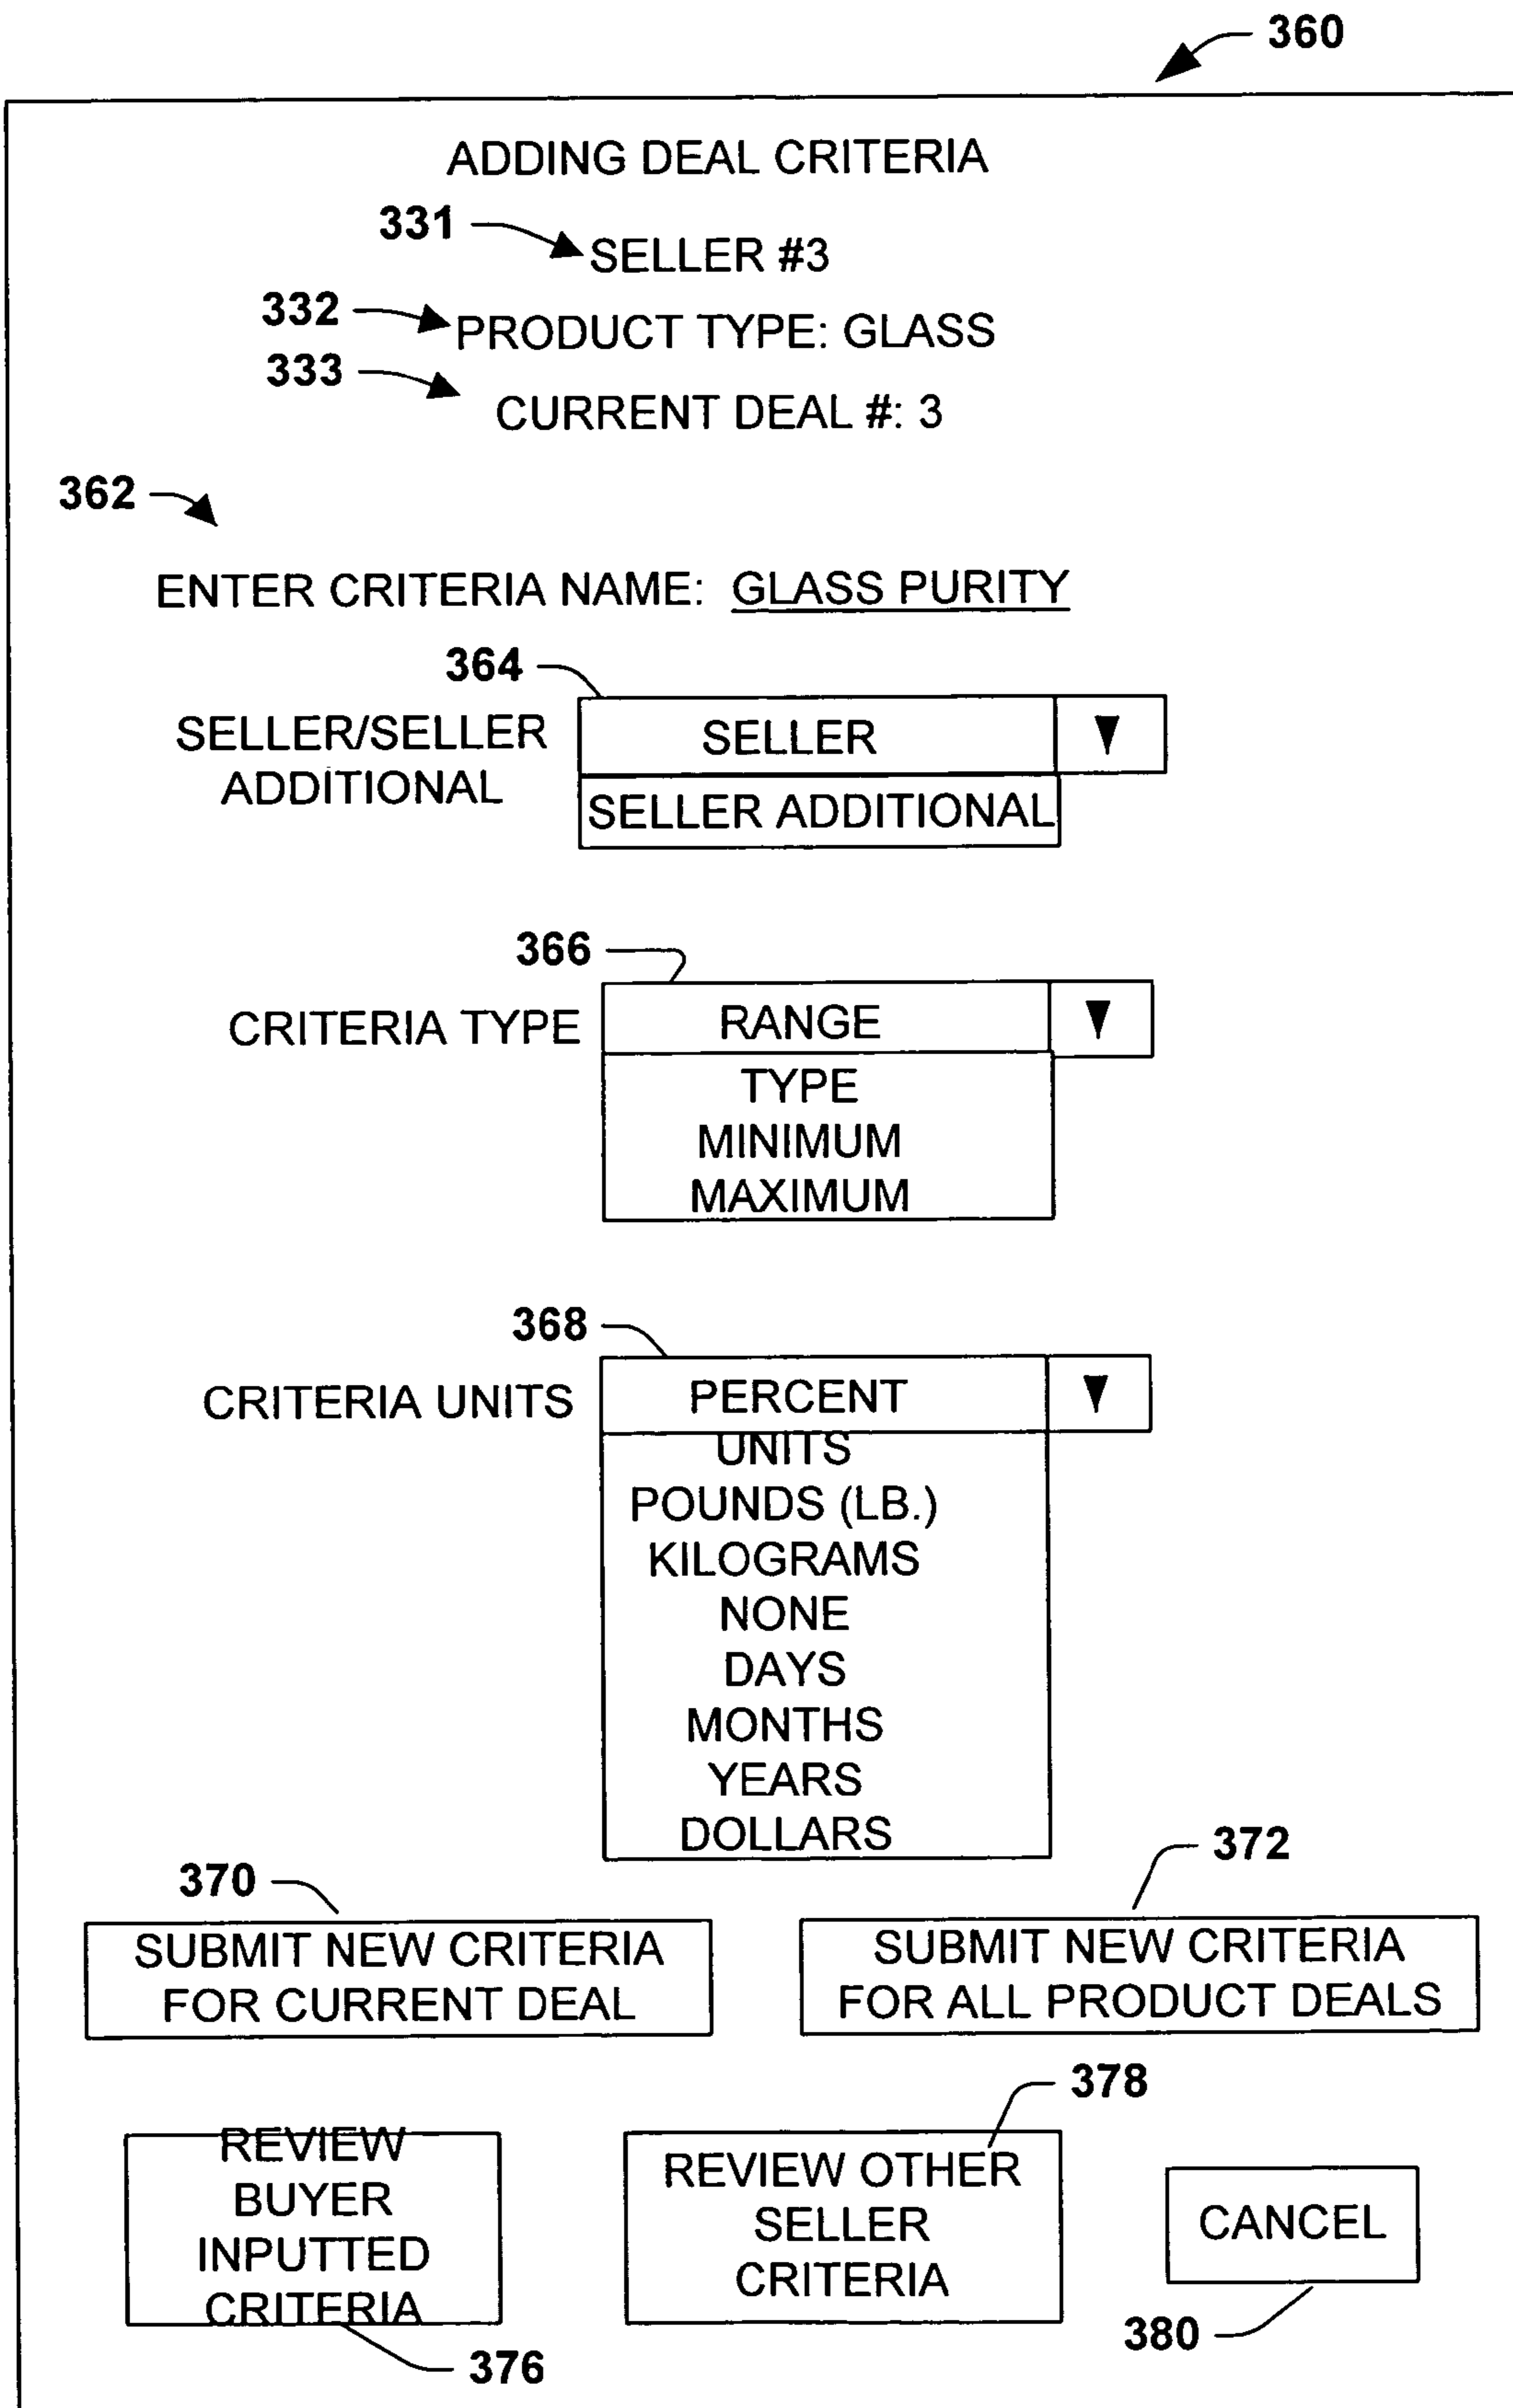 360
ADDING DEAL CRITERIA
331
SELLER #3
332
PRODUCT TYPE: GLASS
333
CURRENT DEAL #: 3
362
ENTER CRITERIA NAME: GLASS PURITY
364
SELLER/SELLER
ADDITIONAL
SELLER
SELLER ADDITIONAL
366
CRITERIA TYPE
RANGE
TYPE
MINIMUM
MAXIMUM
368
CRITERIA UNITS
PERCENT
UNITS
POUNDS (LB.)
KILOGRAMS
NONE
DAYS
MONTHS
YEARS
DOLLARS
370
372
SUBMIT NEW CRITERIA
FOR CURRENT DEAL
SUBMIT NEW CRITERIA
FOR ALL PRODUCT DEALS
378
REVIEW
BUYER
INPUTTED
CRITERIA
REVIEW OTHER
SELLER
CRITERIA
CANCEL
380
376